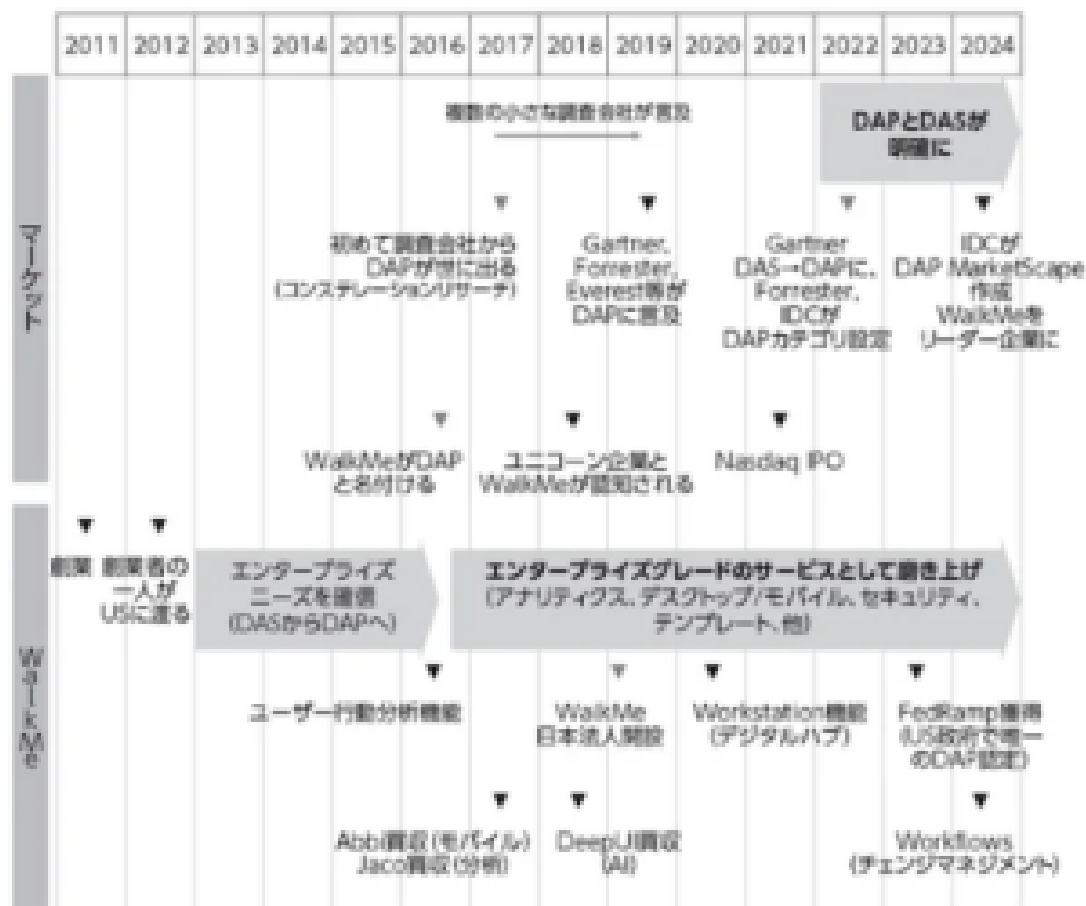 2011 2012 2013 2014 2015 2016 2017 2018 2019 2020 2021 2022 2023 2024
マーケット
複数の小さな調査会社が言及
DAPとDASが
明確に
初めて調査会社から
DAPが世に出る
(コンステレーションリサーチ)
Gartner、
Forrester、
Everest等が
DAPに言及
Gartner
DAS→DAPに、
Forrester、
IDCが
DAPカテゴリ設定
IDCが
DAP MarketScape
作成
WalkMeを
リーダー企業に
WalkMeがDAP
と名付ける
ユニコーン企業と
WalkMeが認知される
Nasdaq IPO
WalkMe
創業
創業者の
一人が
USに渡る
エンタープライズ
ニーズを確信
(DASからDAPへ)
エンタープライズグレードのサービスとして磨き上げ
(アナリティクス、デスクトップ/モバイル、セキュリティ、
テンプレート、他)
ユーザー行動分析機能
WalkMe
日本法人開設
Workstation機能
(デジタルハブ)
FedRamp獲得
(US政府で唯一
のDAP認定)
Abbi買収(モバイル)
Jaco買収(分析)
DeepUI買収
(AI)
Workflows
(チェンジマネジメント)